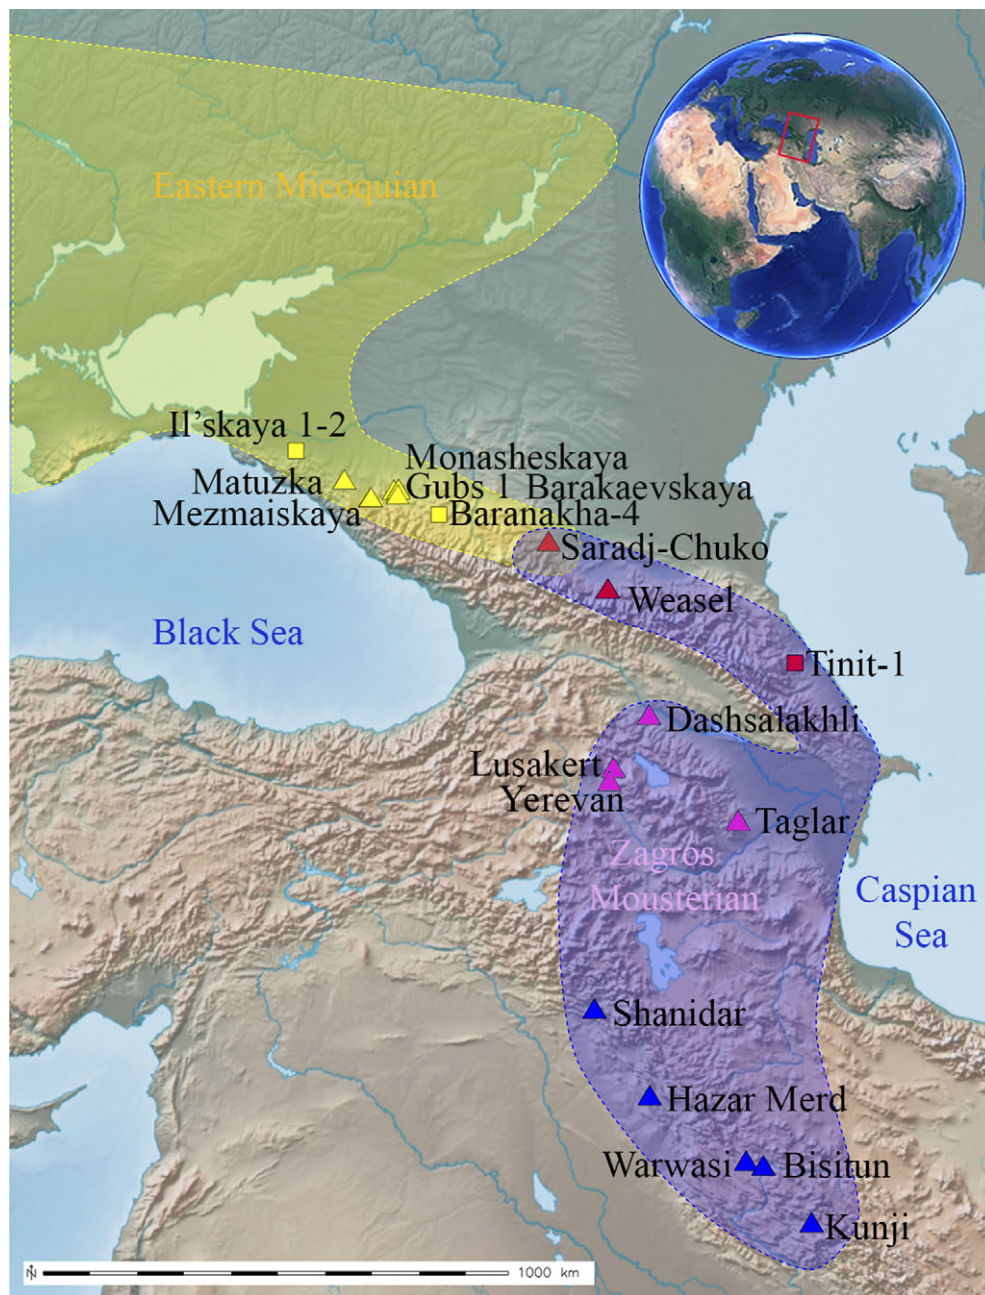 Eastern Micoquian
Il’skaya 1-2
Monasheskaya
Matuzka
Gubs 1 Barakaevskaya
Mezmaiskaya
Baranakha-4
Saradj-Chuko
Weasel
Black Sea
Tinit-1
Dashsalakhli
Lusakert
Yerevan
Taglar
Zagros
Mousterian
Caspian
Sea
Shanidar
Hazar Merd
Warwasi
Bisitun
Kunji
N
1000 km